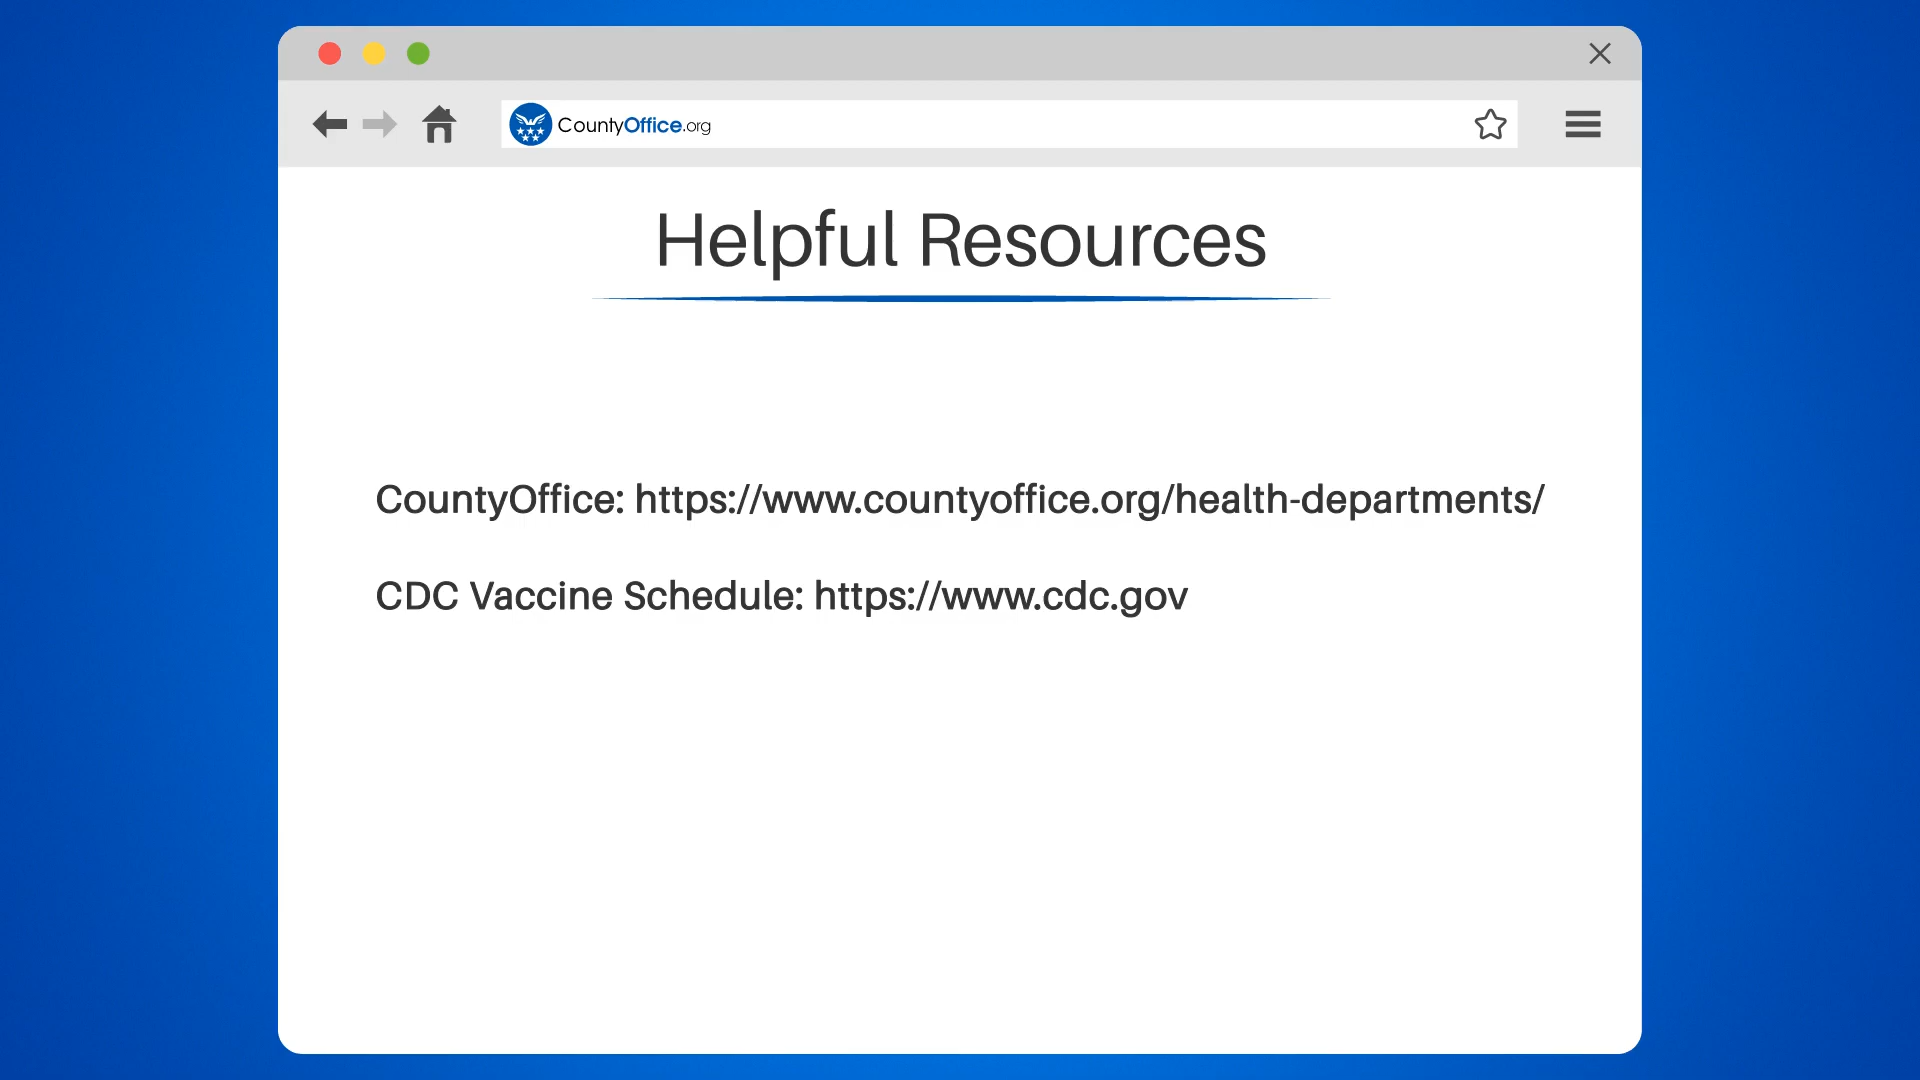 CountyOffice.org
Helpful Resources
CountyOffice: https://www.countyoffice.org/health-departments/
CDC Vaccine Schedule: https://www.cdc.gov